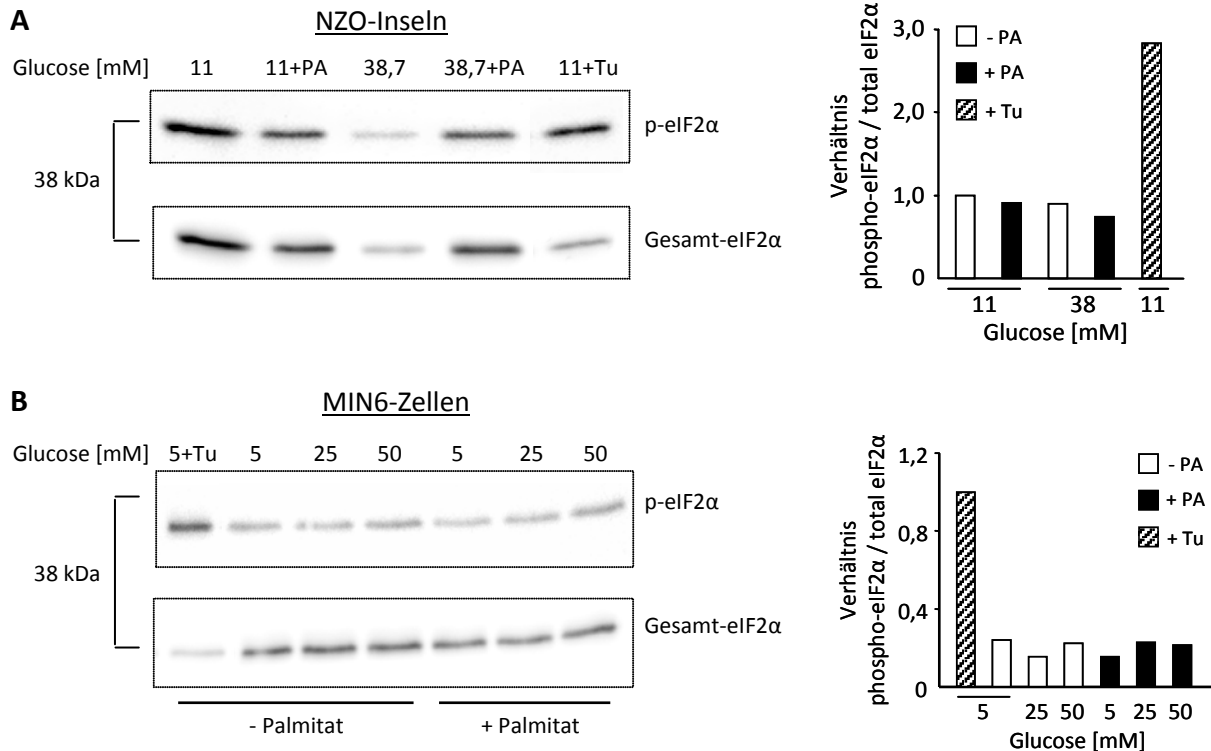 A
NZO-Inseln
Glucose [mM] 11 11+PA 38,7 38,7+PA 11+Tu
p-eIF2α
38 kDa
Gesamt-eIF2α
Verhältnis
phospho-eIF2α / total eIF2α
3,0
2,0
1,0
0
- PA
+ PA
+ Tu
11 38 11
Glucose [mM]
B
MIN6-Zellen
Glucose [mM] 5+Tu 5 25 50 5 25 50
p-eIF2α
38 kDa
Gesamt-eIF2α
- Palmitat + Palmitat
Verhältnis
phospho-eIF2α / total eIF2α
1,2
0,8
0,4
0
- PA
+ PA
+ Tu
5 25 50 5 25 50
Glucose [mM]